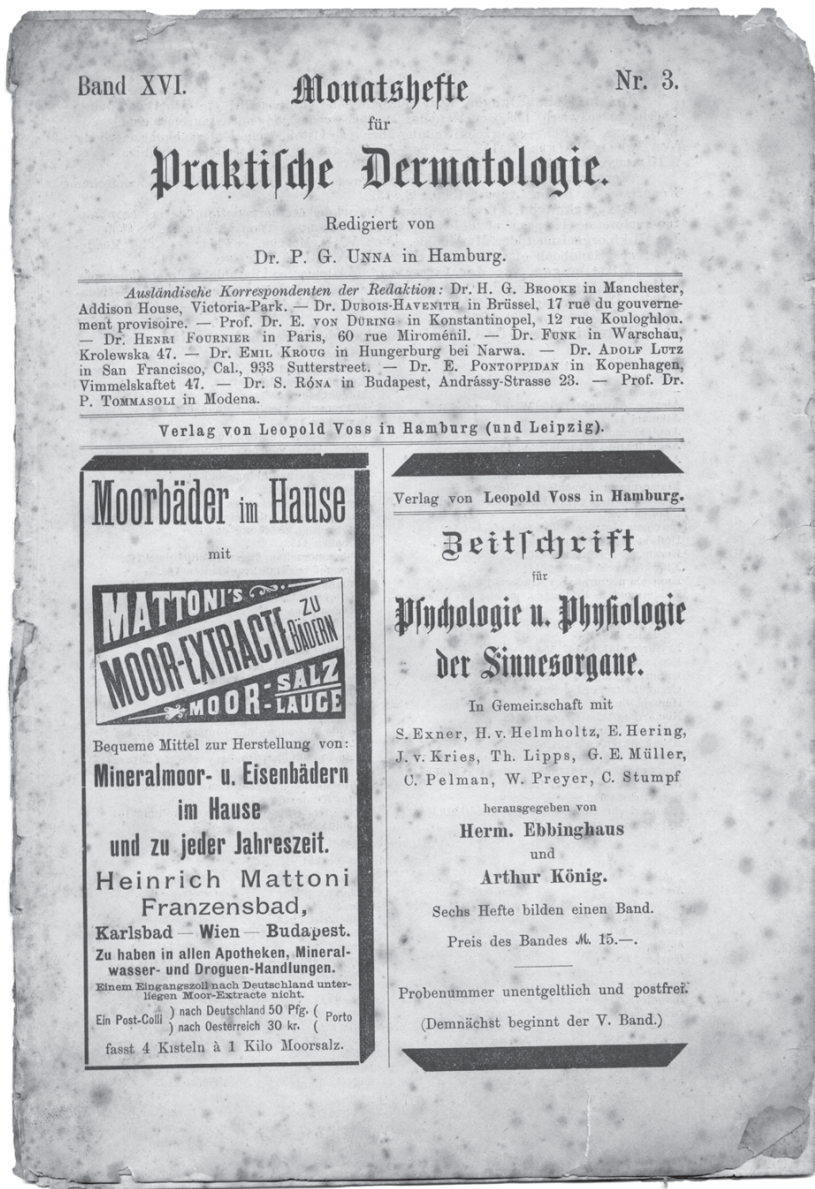 Band XVI.
Monatshefte
Nr. 3.
für
Praktische Dermatologie.
Redigiert von
Dr. P. G. UNNA in Hamburg.
Ausländische Korrespondenten der Redaktion: Dr. H. G. BROOKE in Manchester,
Addison House, Victoria-Park. — Dr. DUBOIS-HAVENITH in Brüssel, 17 rue du gouverne-
ment provisoire. — Prof. Dr. E. VON DÜRING in Konstantinopel, 12 rue Kouloghlou.
— Dr. HENRI FOURNIER in Paris, 60 rue Miroménil. — Dr. FUNK in Warschau,
Krolewska 47. — Dr. EMIL KROUG in Hungerburg bei Narwa. — Dr. ADOLF LUTZ
in San Francisco, Cal., 933 Sutterstreet. — Dr. E. PONTOPPIDAN in Kopenhagen,
Vimmelskaftet 47. — Dr. S. RÓNA in Budapest, Andrássy-Strasse 23. — Prof. Dr.
P. TOMMASOLI in Modena.
Verlag von Leopold Voss in Hamburg (und Leipzig).
Moorbäder im Hause
mit
MATTONI'S
MOOR-EXTRACTE
ZU
BÄDERN
MOOR-SALZ
LAUGE
Bequeme Mittel zur Herstellung von:
Mineralmoor- u. Eisenbädern
im Hause
und zu jeder Jahreszeit.
Heinrich Mattoni
Franzensbad,
Karlsbad — Wien — Budapest.
Zu haben in allen Apotheken, Mineral-
wasser- und Droguen-Handlungen.
Einem Eingangszoll nach Deutschland unter-
liegen Moor-Extracte nicht.
Ein Post-Colli ) nach Deutschland 50 Pfg. ( Porto
) nach Oesterreich 30 kr. (
fasst 4 Kisteln à 1 Kilo Moorsalz.
Verlag von Leopold Voss in Hamburg.
Zeitschrift
für
Psychologie u. Physiologie
der Sinnesorgane.
In Gemeinschaft mit
S. Exner, H. v. Helmholtz, E. Hering,
J. v. Kries, Th. Lipps, G. E. Müller,
C. Pelman, W. Preyer, C. Stumpf
herausgegeben von
Herm. Ebbinghaus
und
Arthur König.
Sechs Hefte bilden einen Band.
Preis des Bandes M. 15.—.
Probenummer unentgeltlich und postfrei.
(Demnächst beginnt der V. Band.)